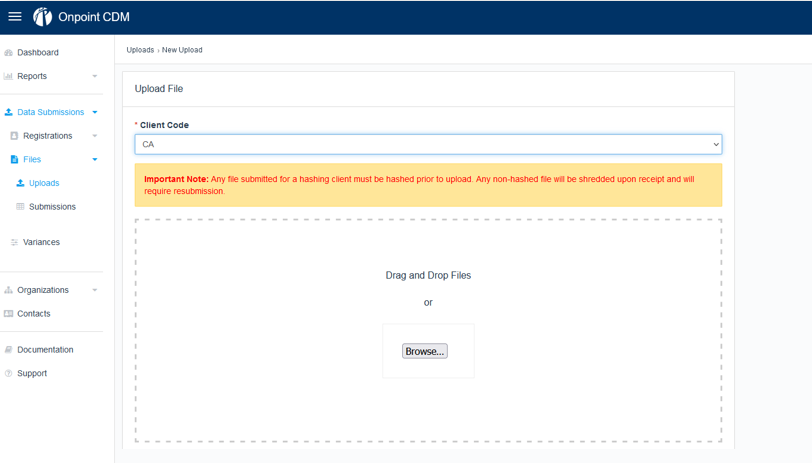 Onpoint CDM
Dashboard
Reports
Data Submissions
Registrations
Files
Uploads
Submissions
Variances
Organizations
Contacts
Documentation
Support
Uploads › New Upload
Upload File
* Client Code
CA
Important Note: Any file submitted for a hashing client must be hashed prior to upload. Any non-hashed file will be shredded upon receipt and will
require resubmission.
Drag and Drop Files
or
Browse...